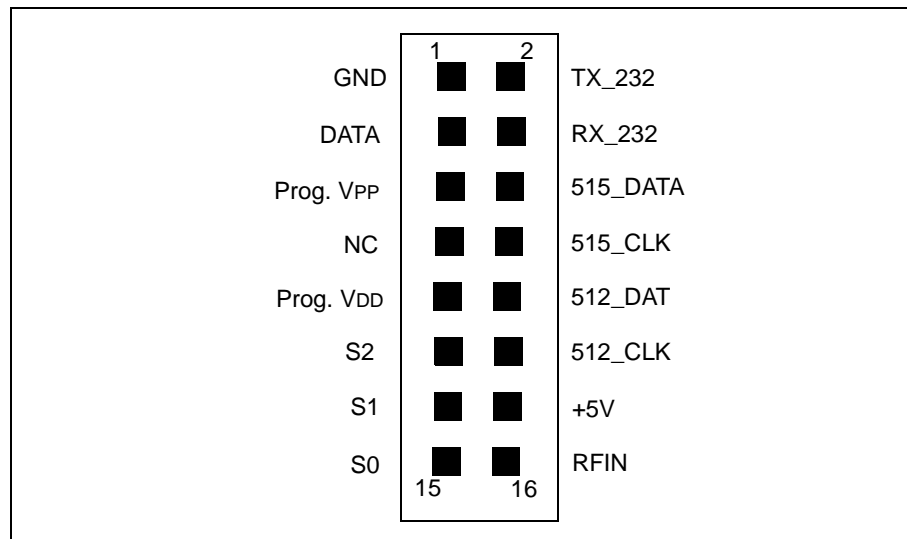 1 2
GND TX_232
DATA RX_232
Prog. VPP 515_DATA
NC 515_CLK
Prog. VDD 512_DAT
S2 512_CLK
S1 +5V
S0 RFIN
15 16